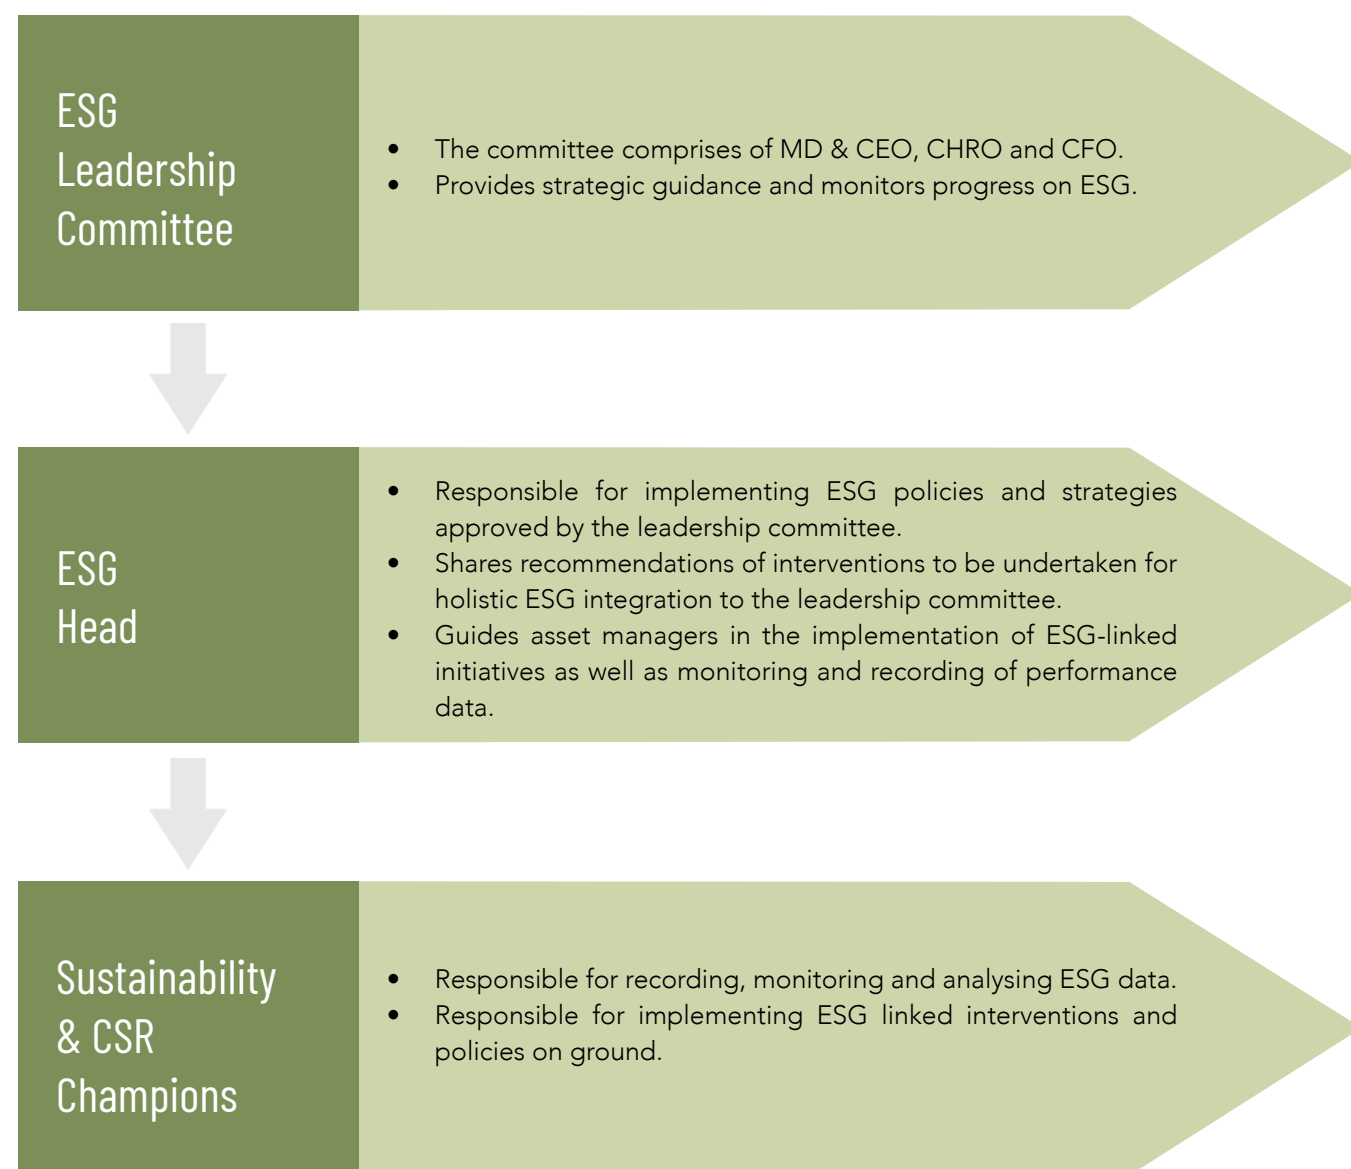 ESG
Leadership
Committee
• The committee comprises of MD & CEO, CHRO and CFO.
• Provides strategic guidance and monitors progress on ESG.
ESG
Head
• Responsible for implementing ESG policies and strategies
approved by the leadership committee.
• Shares recommendations of interventions to be undertaken for
holistic ESG integration to the leadership committee.
• Guides asset managers in the implementation of ESG-linked
initiatives as well as monitoring and recording of performance
data.
Sustainability
& CSR
Champions
• Responsible for recording, monitoring and analysing ESG data.
• Responsible for implementing ESG linked interventions and
policies on ground.